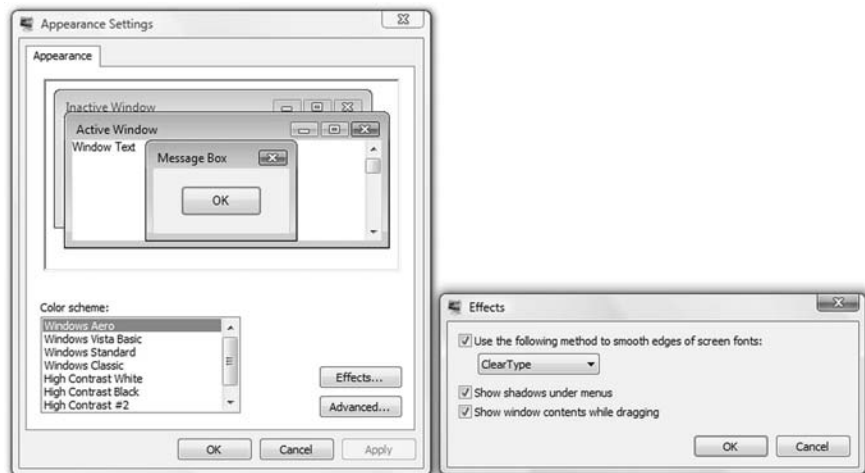 Appearance Settings
Appearance
Inactive Window
Active Window
Window Text
Message Box
OK
Color scheme:
Windows Aero
Windows Vista Basic
Windows Standard
Windows Classic
High Contrast White
High Contrast Black
High Contrast #2
Effects...
Advanced...
OK Cancel Apply
Effects
Use the following method to smooth edges of screen fonts:
ClearType
Show shadows under menus
Show window contents while dragging
OK Cancel